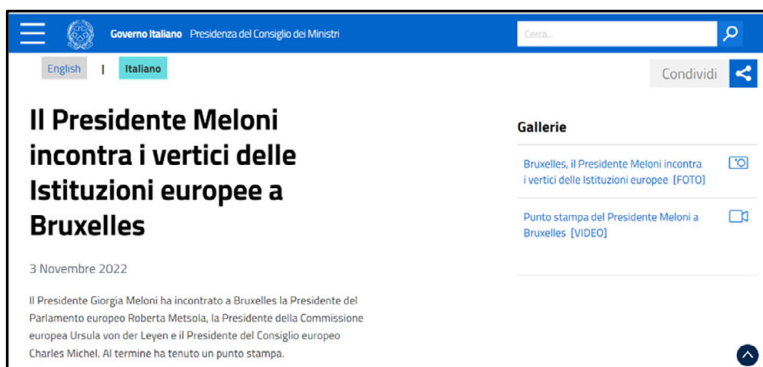 Governo Italiano Presidenza del Consiglio dei Ministri
Cerca...
English | Italiano
Condividi
Il Presidente Meloni
incontra i vertici delle
Istituzioni europee a
Bruxelles
3 Novembre 2022
Il Presidente Giorgia Meloni ha incontrato a Bruxelles la Presidente del
Parlamento europeo Roberta Metsola, la Presidente della Commissione
europea Ursula von der Leyen e il Presidente del Consiglio europeo
Charles Michel. Al termine ha tenuto un punto stampa.
Gallerie
Bruxelles, il Presidente Meloni incontra
i vertici delle Istituzioni europee [FOTO]
Punto stampa del Presidente Meloni a
Bruxelles [VIDEO]